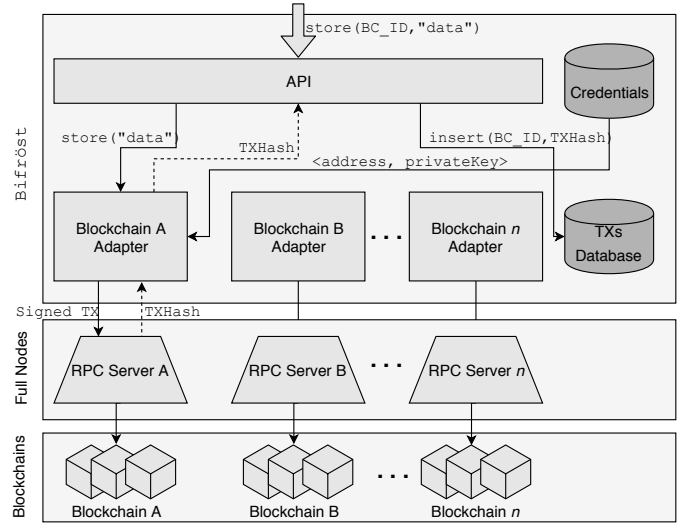 store(BC_ID,"data")
API
Credentials
store("data")
TXHash
insert(BC_ID,TXHash)
<address, privateKey>
Bifröst
Blockchain A
Adapter
Blockchain B
Adapter
...
Blockchain n
Adapter
TXs
Database
Signed TX
TXHash
Full Nodes
RPC Server A
RPC Server B
...
RPC Server n
Blockchains
...
Blockchain A
Blockchain B
Blockchain n